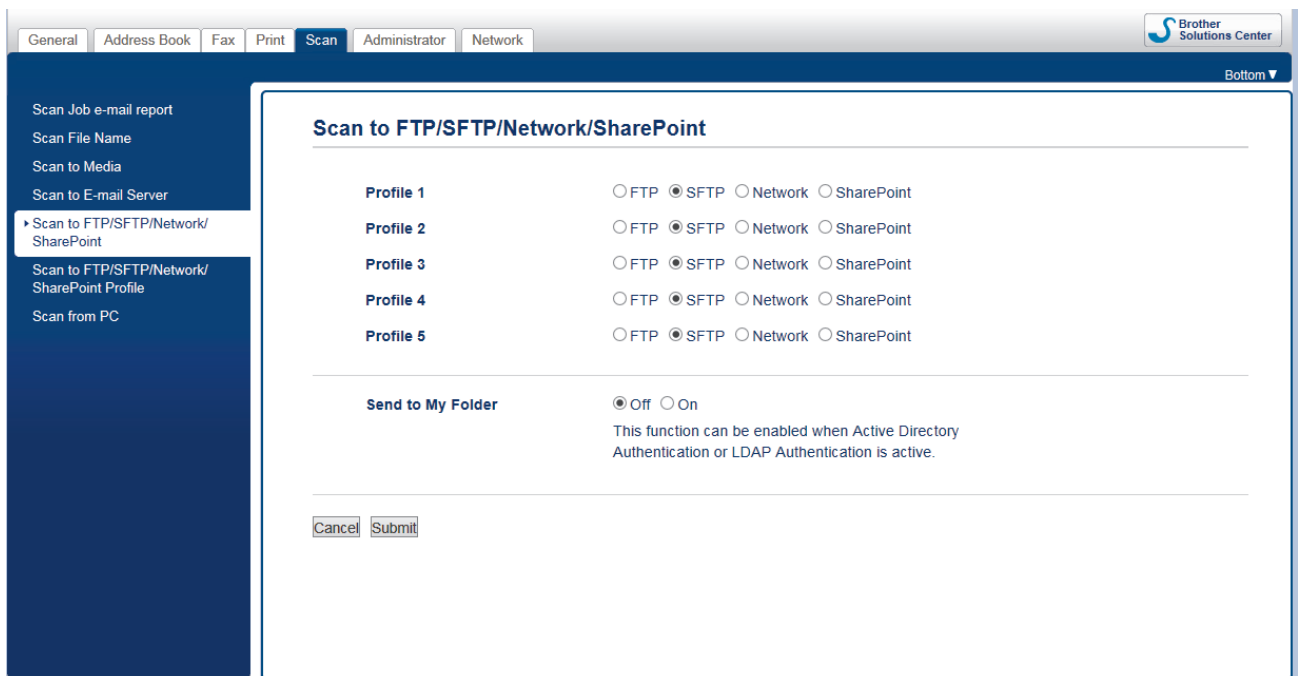 General Address Book Fax Print Scan Administrator Network
Brother
Solutions Center
Bottom▼
Scan Job e-mail report
Scan File Name
Scan to Media
Scan to E-mail Server
Scan to FTP/SFTP/Network/
SharePoint
Scan to FTP/SFTP/Network/
SharePoint Profile
Scan from PC
Scan to FTP/SFTP/Network/SharePoint
Profile 1 FTP SFTP Network SharePoint
Profile 2 FTP SFTP Network SharePoint
Profile 3 FTP SFTP Network SharePoint
Profile 4 FTP SFTP Network SharePoint
Profile 5 FTP SFTP Network SharePoint
Send to My Folder Off On
This function can be enabled when Active Directory
Authentication or LDAP Authentication is active.
Cancel Submit